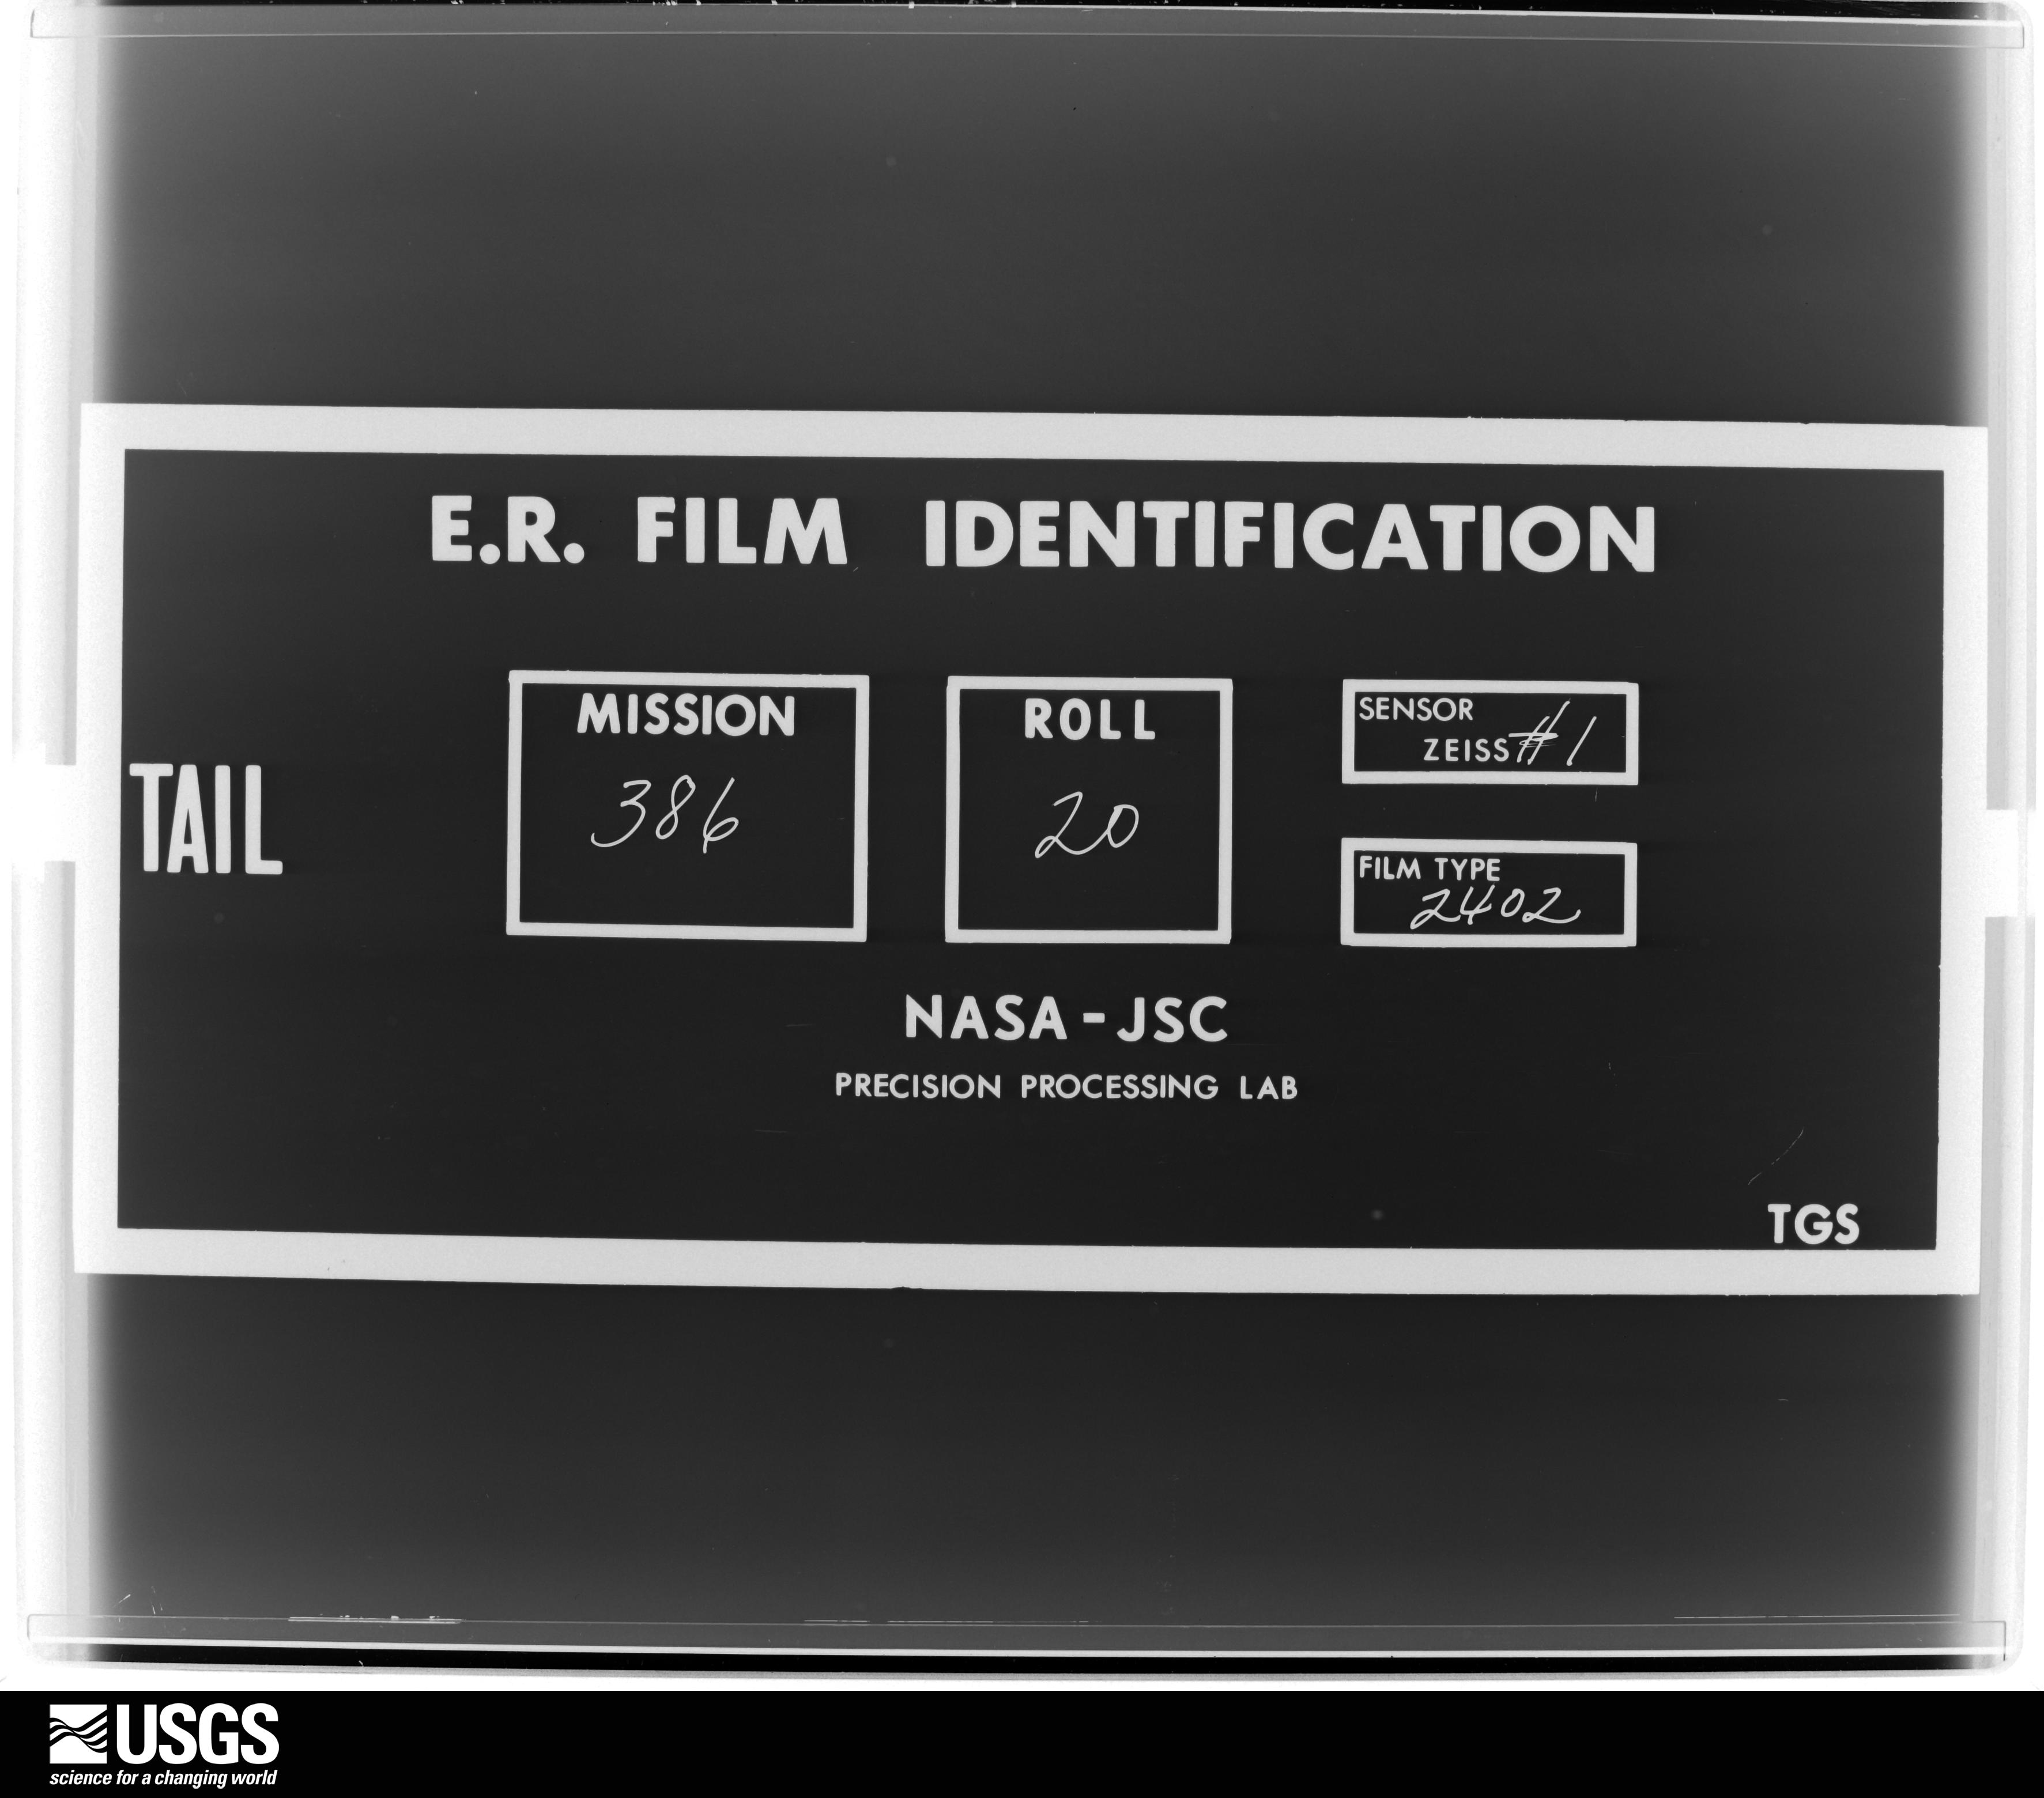 E.R. FILM IDENTIFICATION
TAIL
MISSION
386
ROLL
20
SENSOR
ZEISS #1
FILM TYPE
2402
NASA-JSC
PRECISION PROCESSING LAB
TGS
USGS
science for a changing world